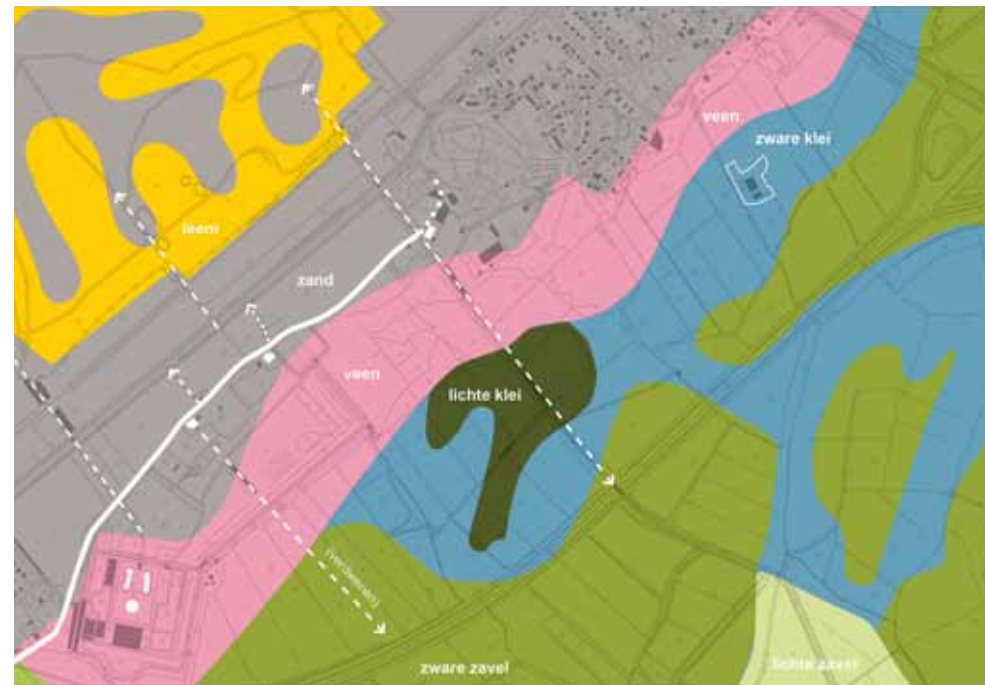 veen
zware klei
leem
zand
veen
lichte klei
zware zavel
lichte zavel